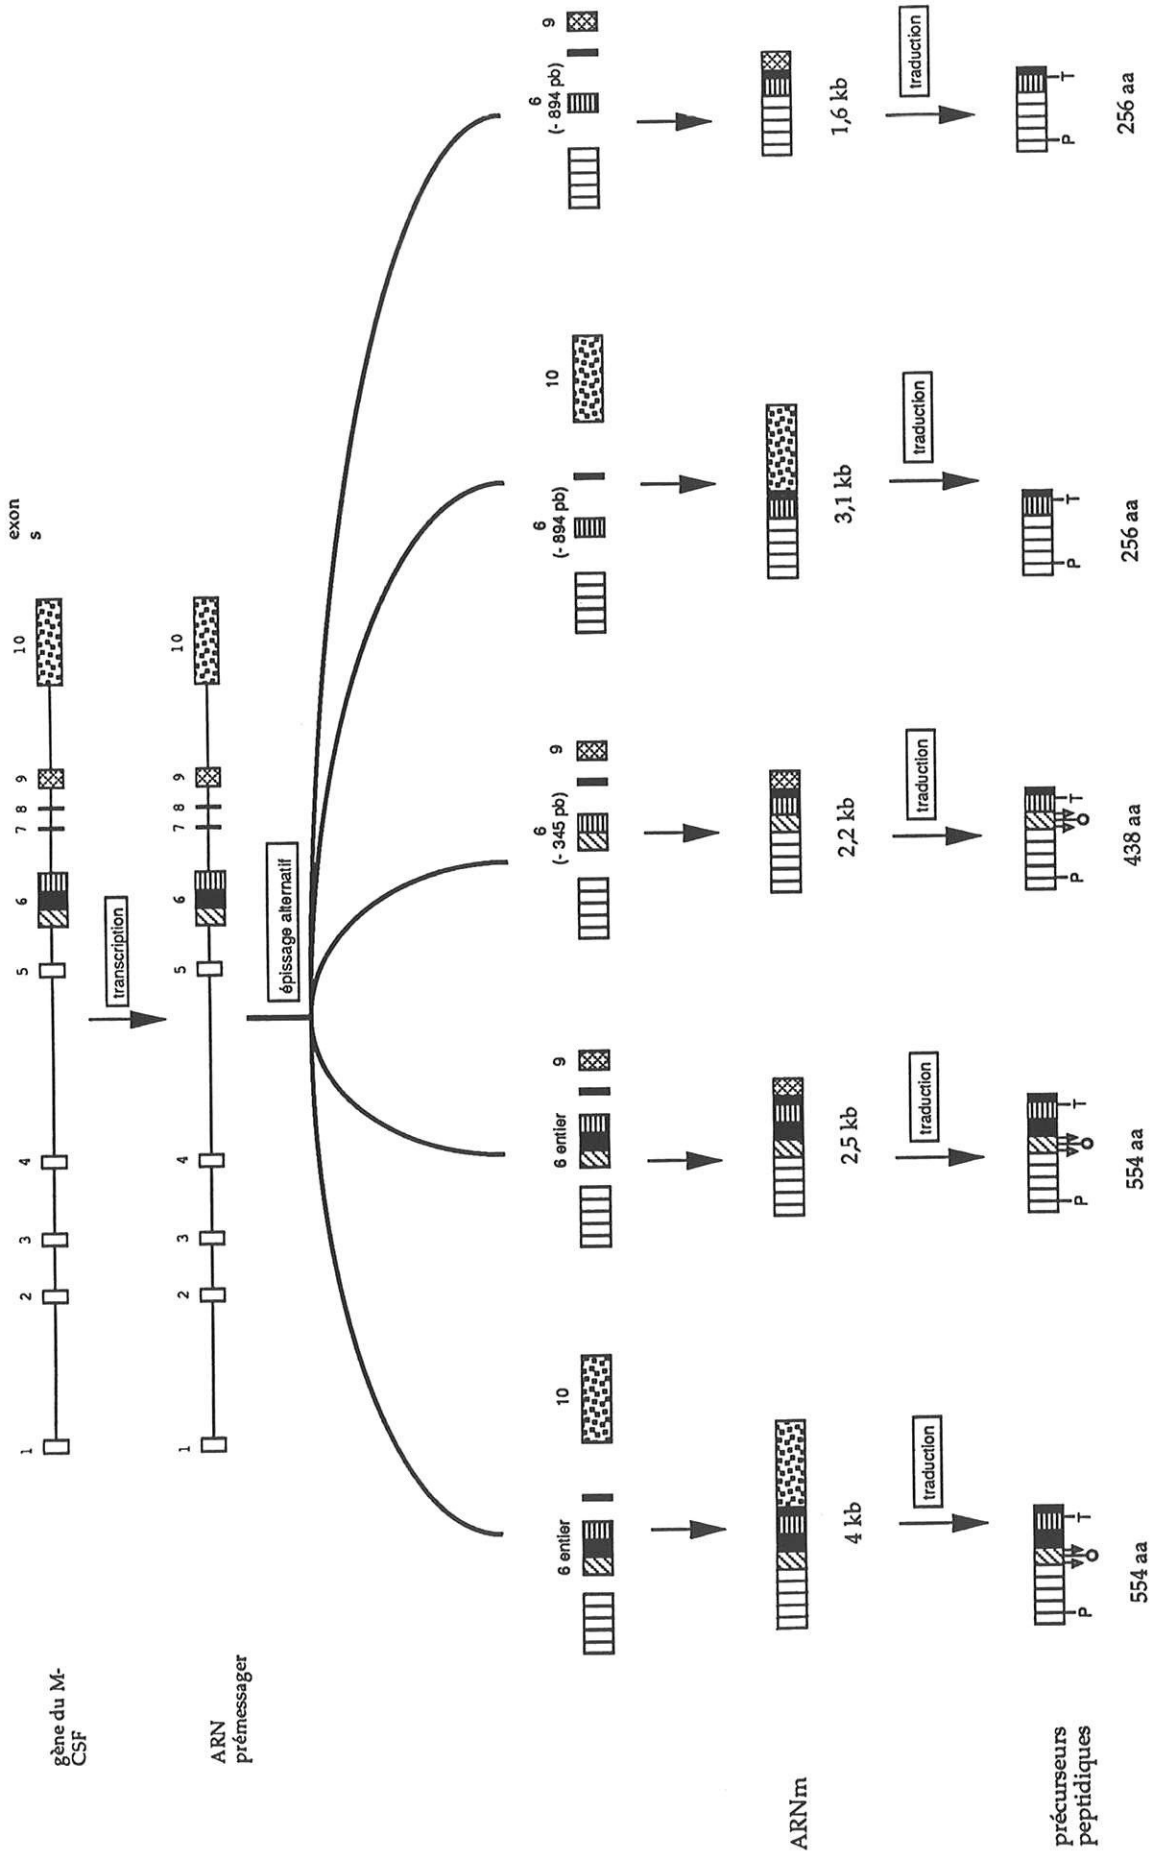 exon
s
1 2 3 4 5 6 7 8 9 10
gène du M-
CSF
transcription
1 2 3 4 5 6 7 8 9 10
ARN
prémessager
épissage alternatif
6 entier
10
6 entier
9
6
(- 345 pb)
9
6
(- 894 pb)
10
6
(- 894 pb)
9
ARNm
4 kb
2,5 kb
2,2 kb
3,1 kb
1,6 kb
traduction
traduction
traduction
traduction
traduction
P T
P T
P T
P T
P T
précurseurs
peptidiques
554 aa
554 aa
438 aa
256 aa
256 aa